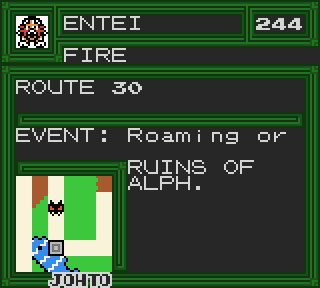 ENTEI
244
FIRE
ROUTE 30
EVENT: Roaming or
RUINS OF
ALPH.
JOHTO